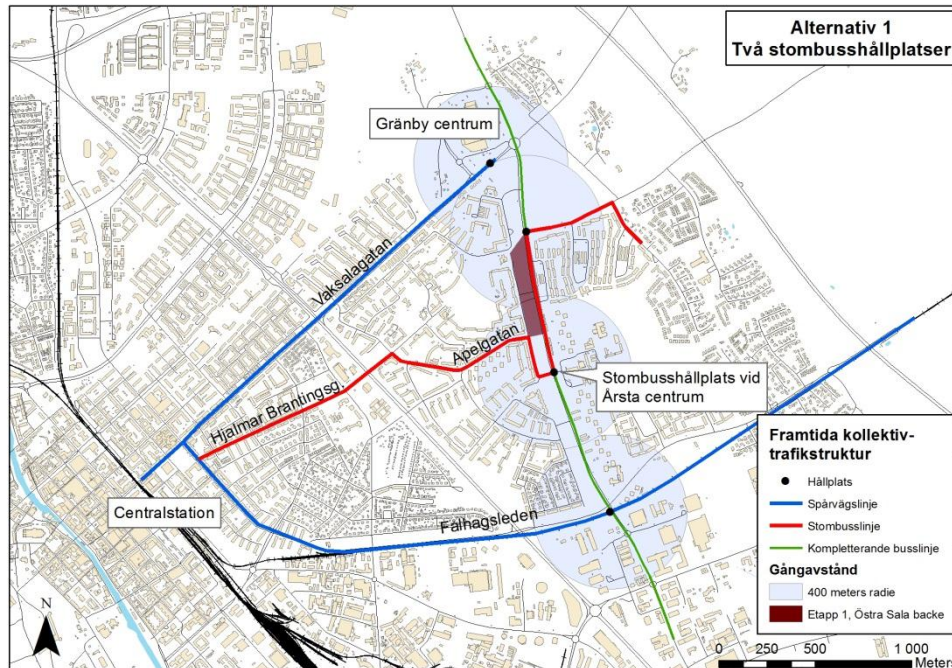 Alternativ 1
Två stombusshållplatser
Gränby centrum
Vaksalagatan
Apelgatan
Hjalmar Brantingsg.
Stombusshållplats vid
Årsta centrum
Centralstation
Fålhagsleden
Framtida kollektiv-
trafikstruktur
Hållplats
Spårvägslinje
Stombusslinje
Kompletterande busslinje
Gångavstånd
400 meters radie
Etapp 1, Östra Sala backe
N
0 250 500 1 000
Meter